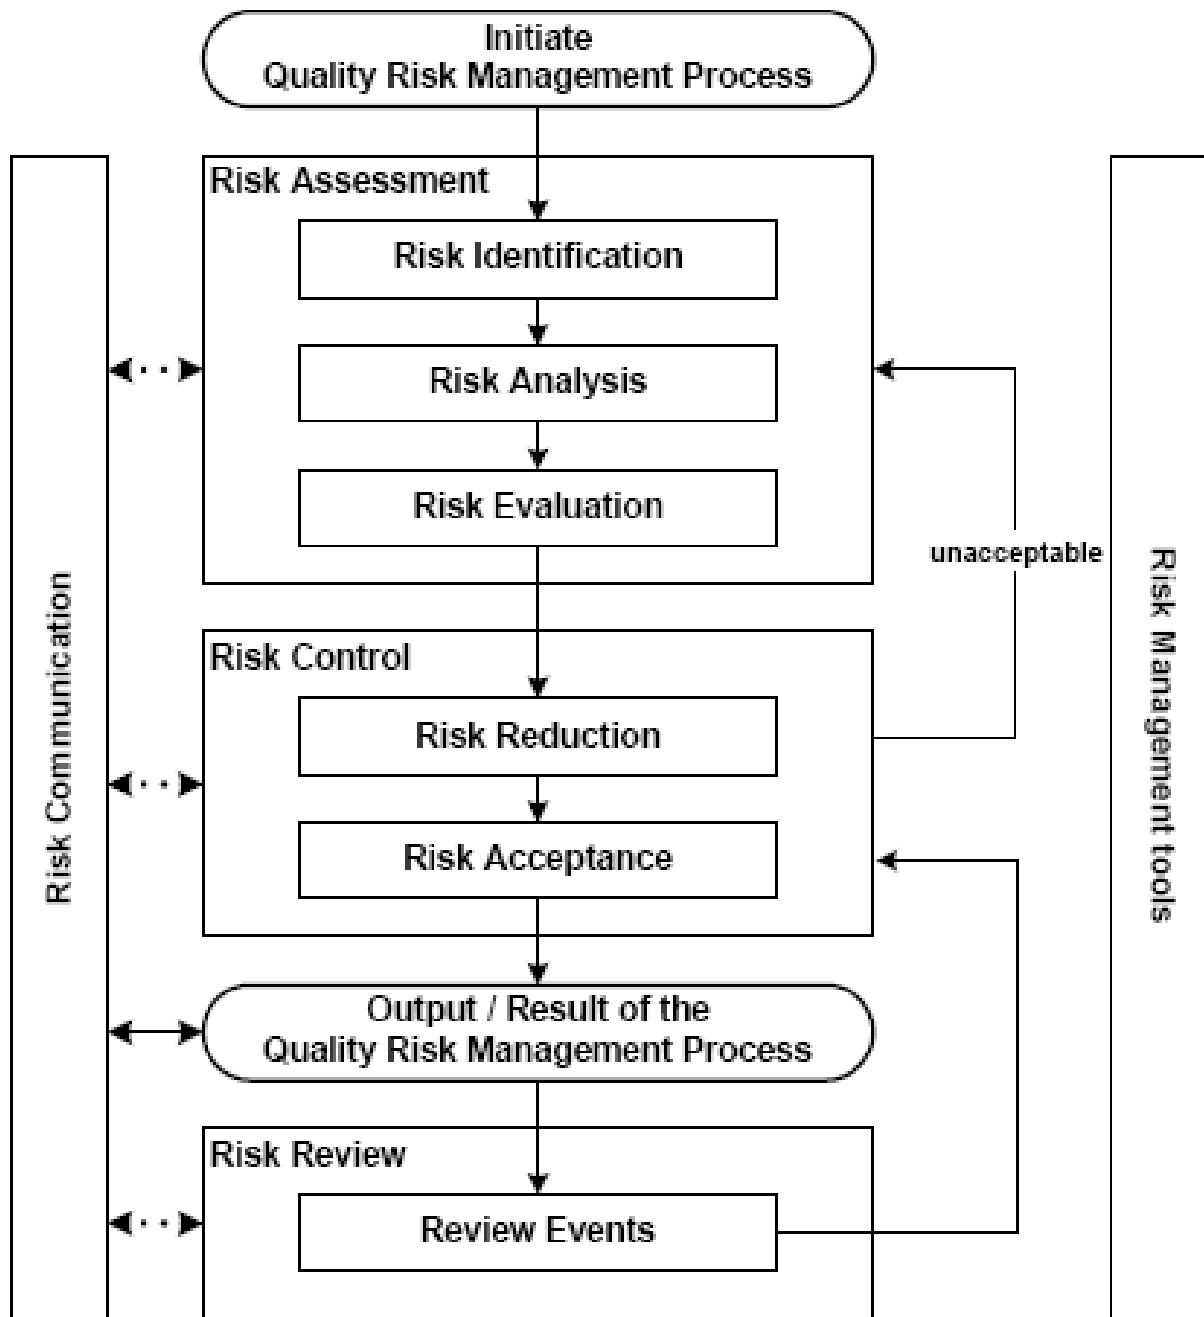 Initiate
Quality Risk Management Process
Risk Assessment
Risk Identification
Risk Analysis
Risk Evaluation
unacceptable
Risk Communication
Risk Management tools
Risk Control
Risk Reduction
Risk Acceptance
Output / Result of the
Quality Risk Management Process
Risk Review
Review Events